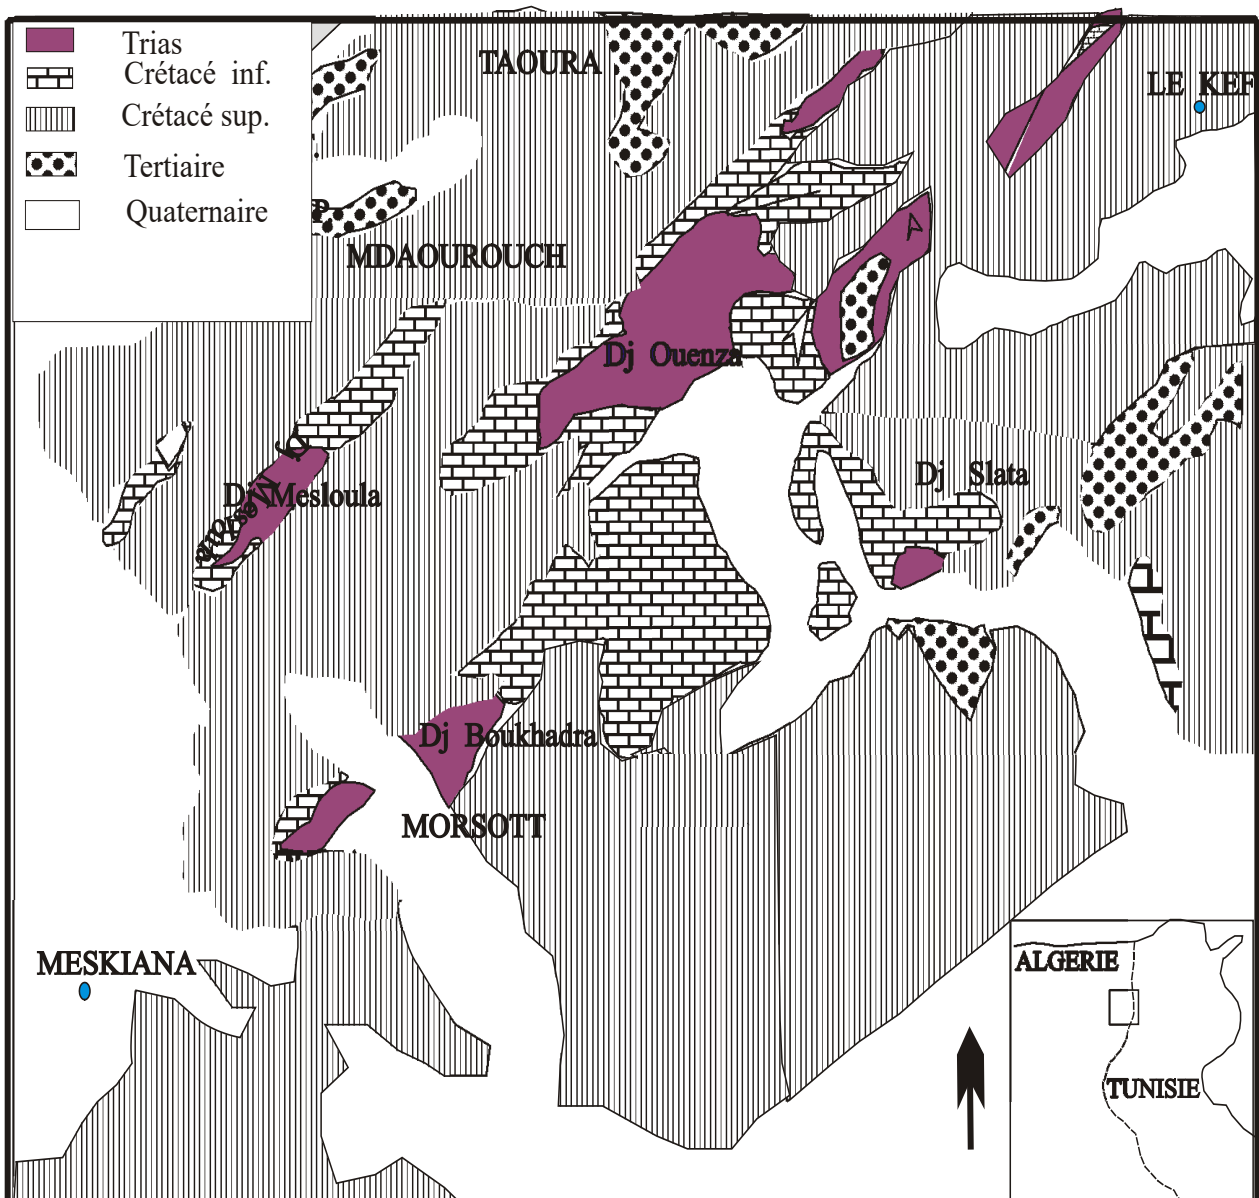 Trias
Crétacé inf.
Crétacé sup.
Tertiaire
Quaternaire
TAOURA
LE KEF
P.
MDAOUROUCH
Dj Ouenza
Dj Mesloula
Dj Slata
Dj Boukhadra
MORSOTT
MESKIANA
ALGERIE
TUNISIE